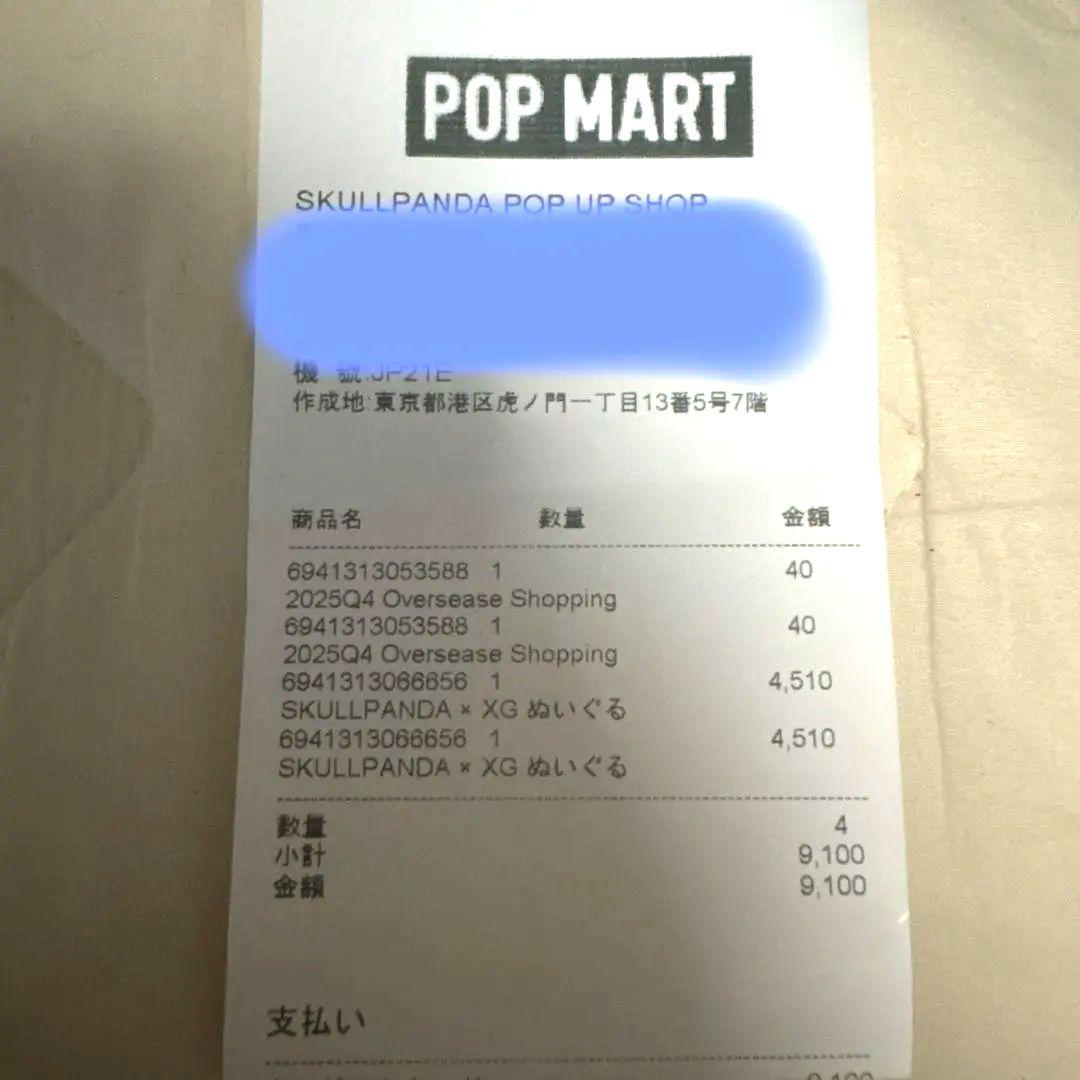 POP MART
SKULLPANDA POP UP SHOP
機 號:JP21E
作成地:東京都港区虎ノ門一丁目13番5号7階
商品名 数量 金額
6941313053588 1 40
2025Q4 Oversease Shopping
6941313053588 1 40
2025Q4 Oversease Shopping
6941313066656 1 4,510
SKULLPANDA × XG ぬいぐる
6941313066656 1 4,510
SKULLPANDA × XG ぬいぐる
数量 4
小計 9,100
金額 9,100
支払い